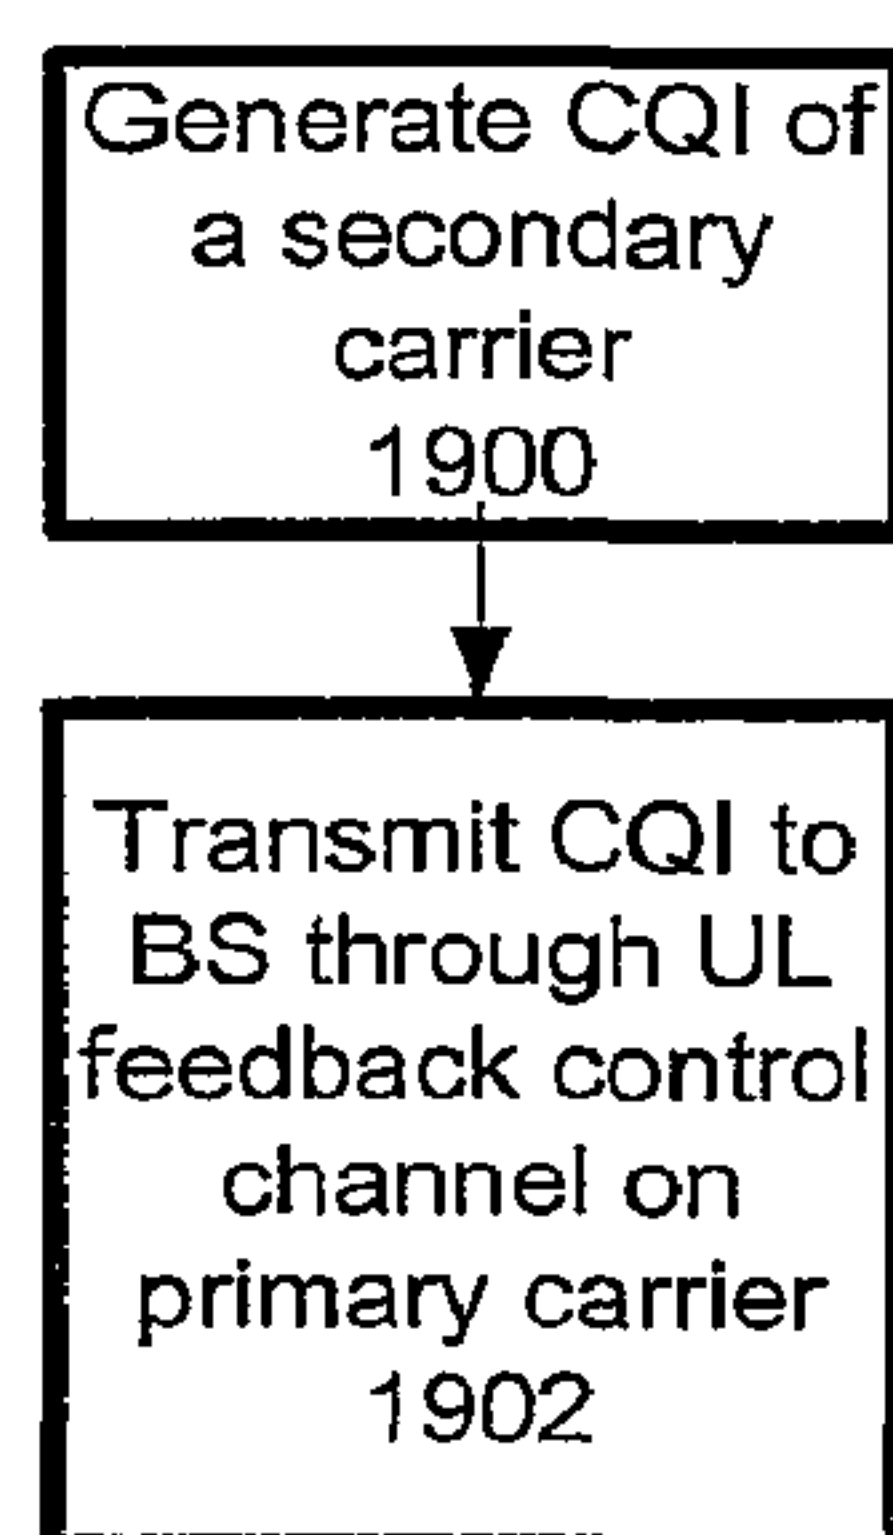 Generate CQI of
a secondary
carrier
1900
Transmit CQI to
BS through UL
feedback control
channel on
primary carrier
1902